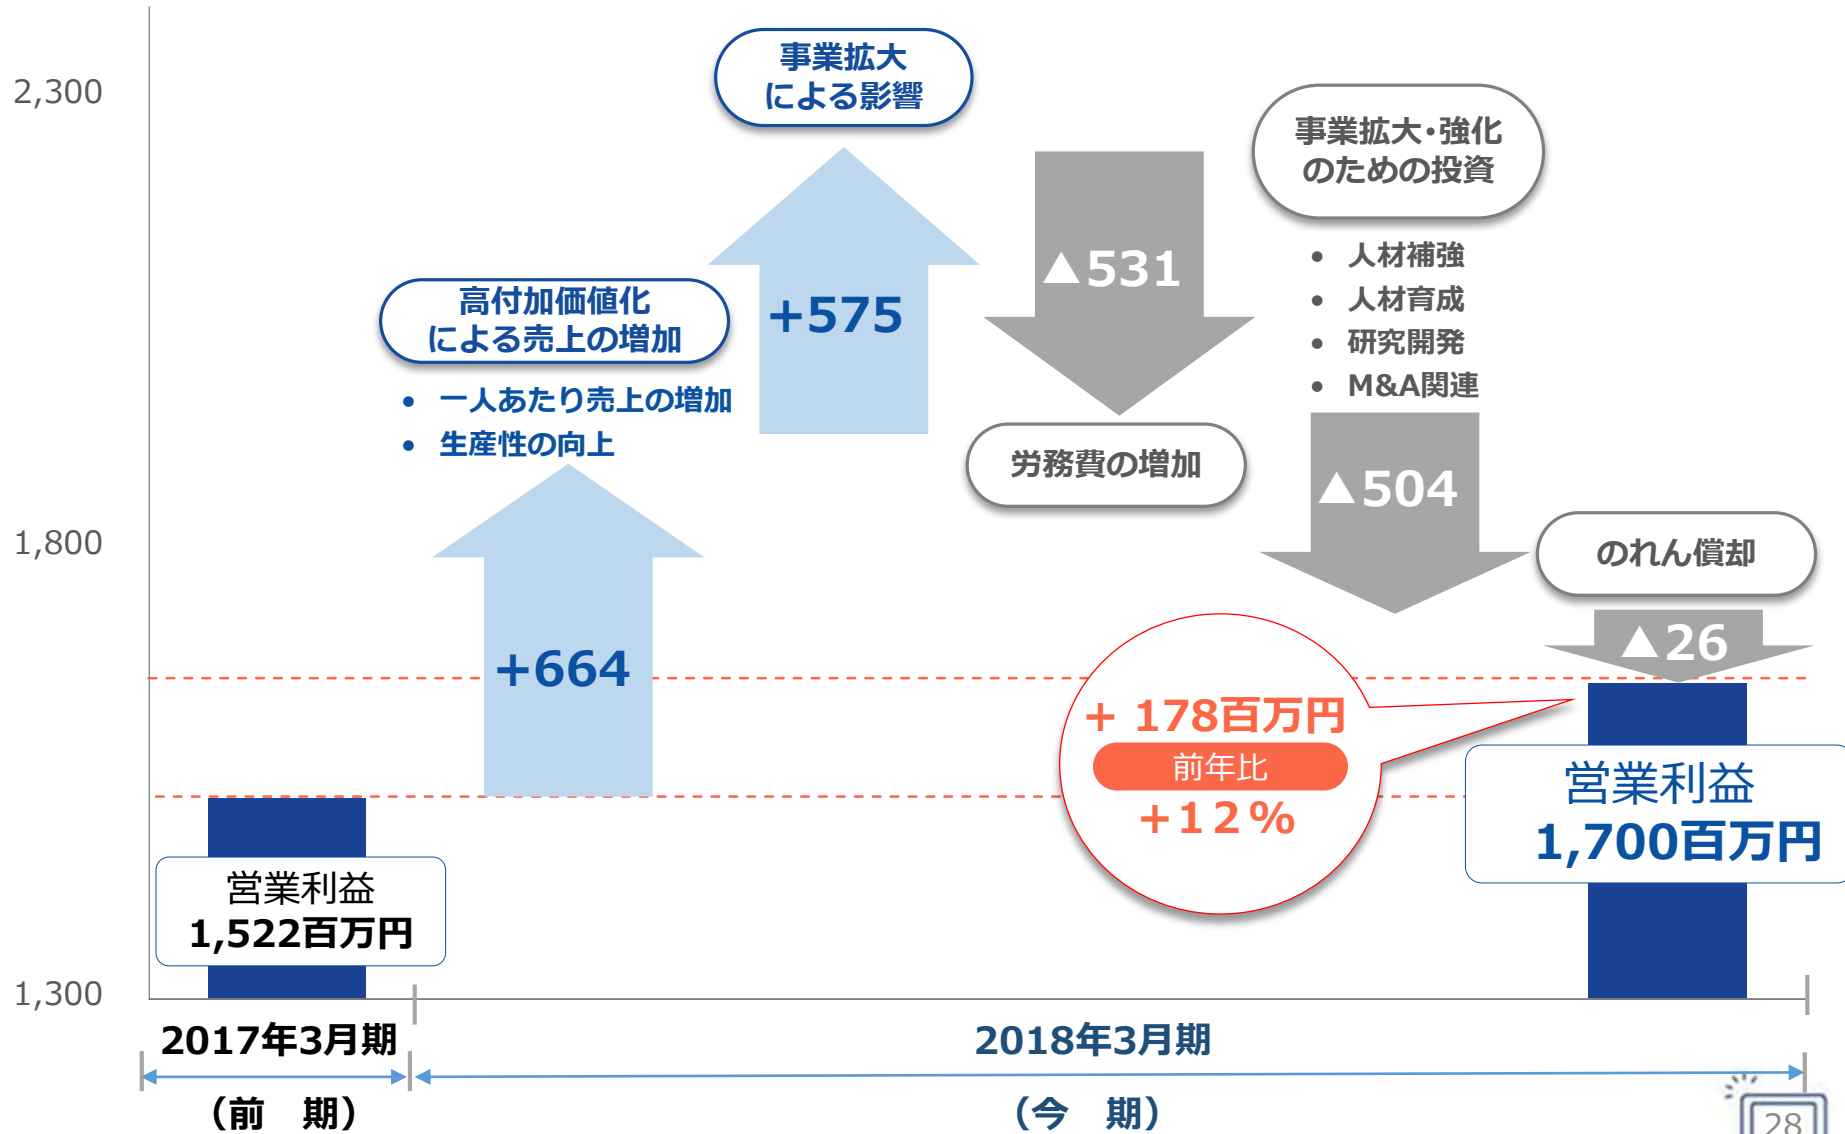 2,300
1,800
1,300
事業拡大
による影響
+575
高付加価値化
による売上の増加
• 一人あたり売上の増加
• 生産性の向上
+664
▲531
労務費の増加
事業拡大・強化
のための投資
• 人材補強
• 人材育成
• 研究開発
• M&A関連
▲504
のれん償却
▲26
+ 178百万円
前年比
+12%
営業利益
1,522百万円
営業利益
1,700百万円
2017年3月期
(前 期)
2018年3月期
(今 期)
28